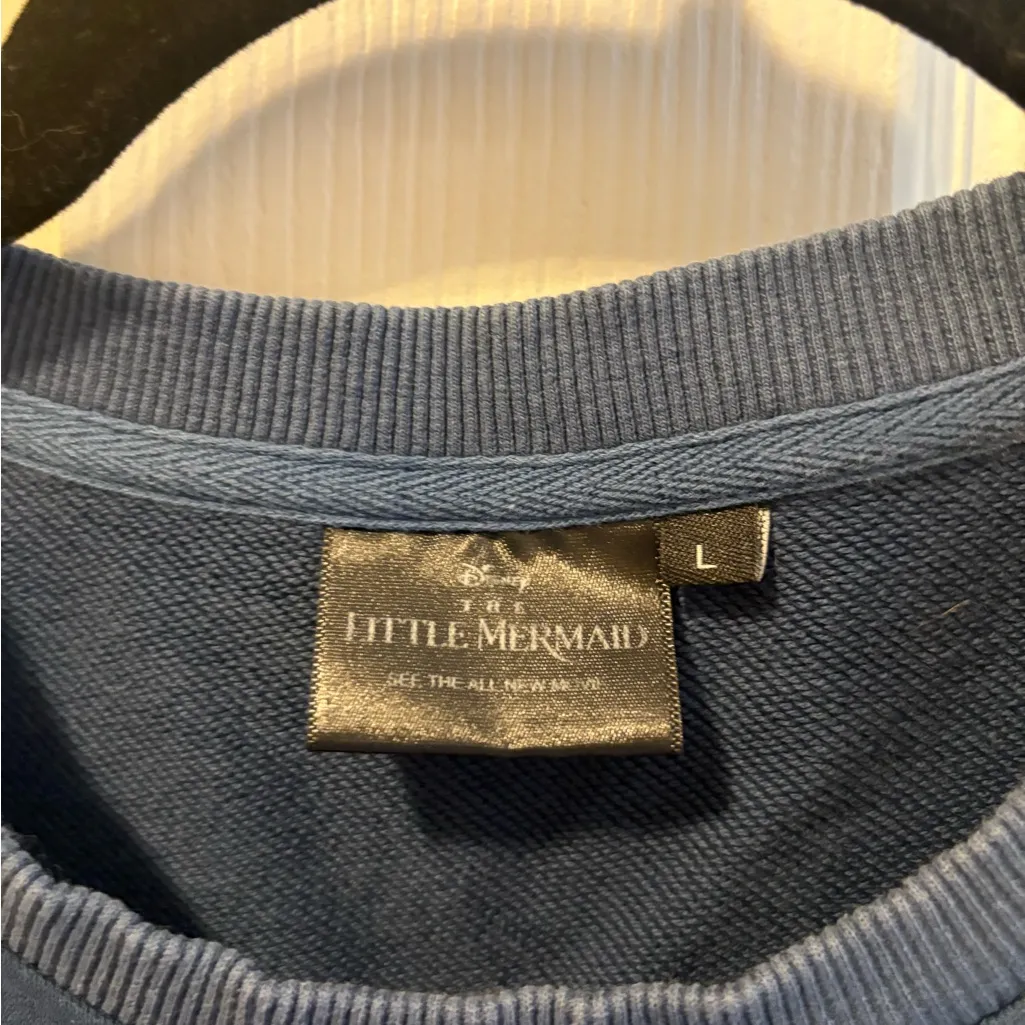 Disney
THE
LITTLE MERMAID
SEE THE ALL NEW MOVIE
L